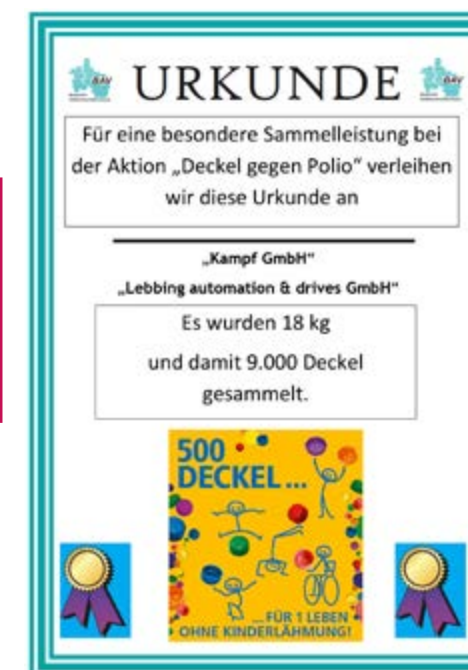 URKUNDE
Für eine besondere Sammelleistung bei
der Aktion „Deckel gegen Polio“ verleihen
wir diese Urkunde an
„Kampf GmbH“
„Lebbing automation & drives GmbH“
Es wurden 18 kg
und damit 9.000 Deckel
gesammelt.
500
DECKEL...
...FÜR 1 LEBEN
OHNE KINDERLÄHMUNG!